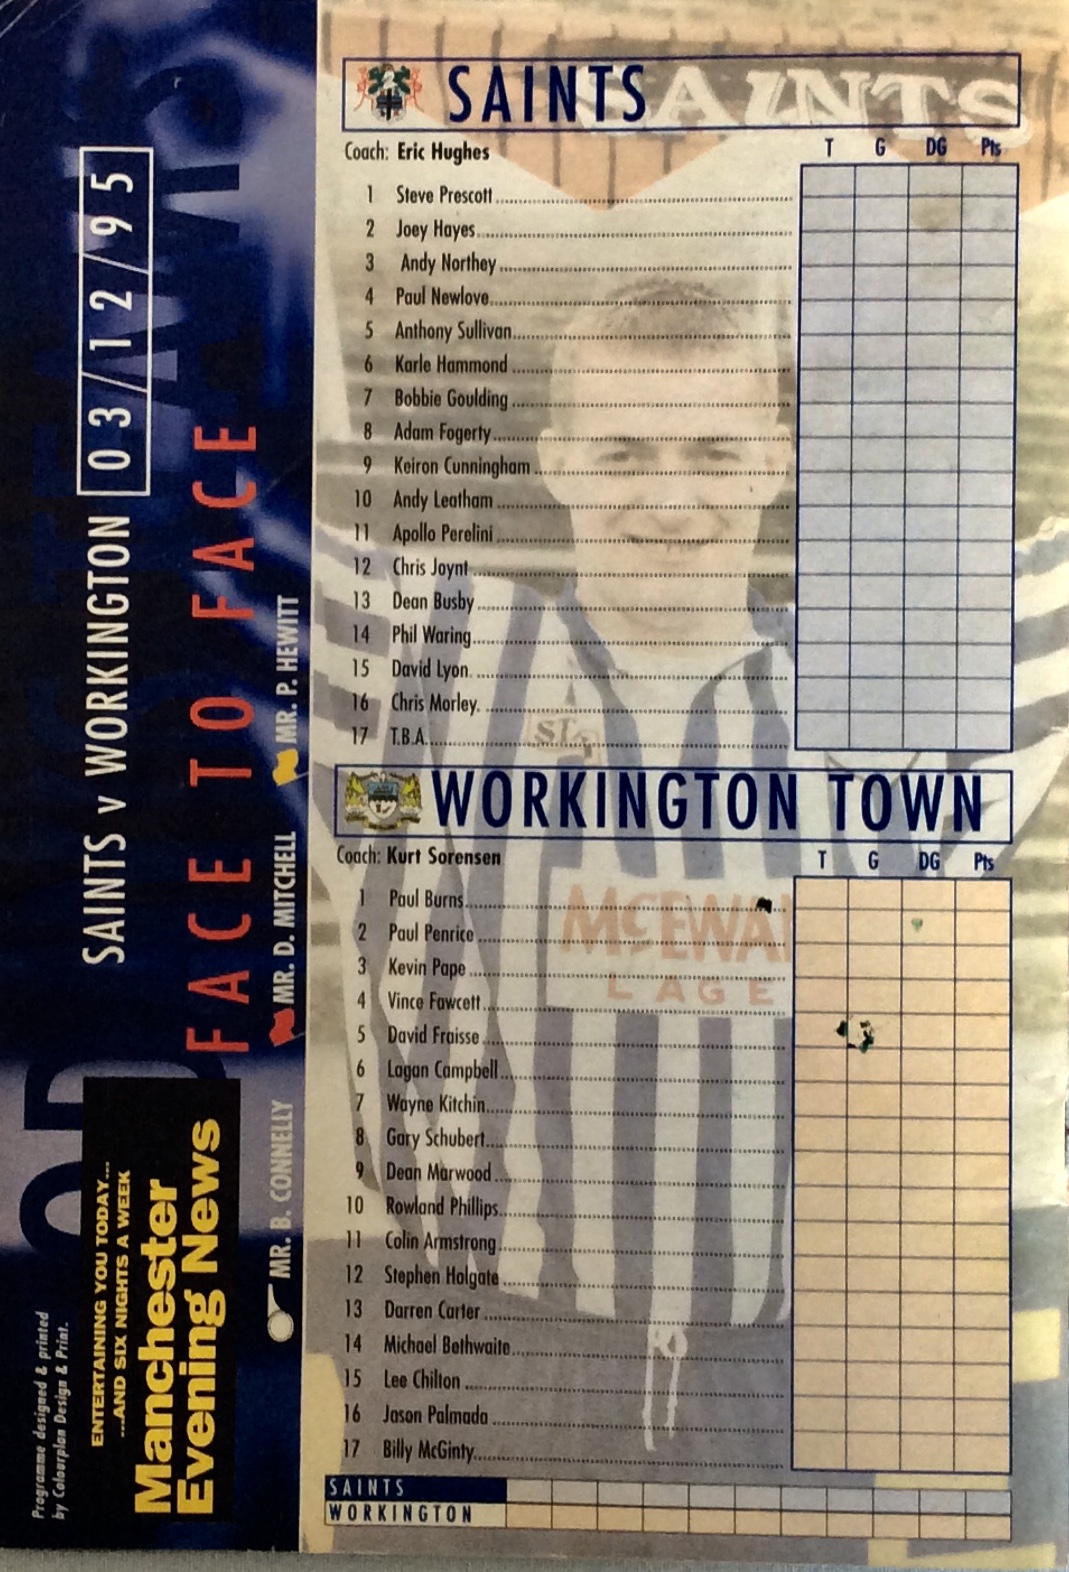 SAINTS v WORKINGTON 03/12/95
FACE TO FACE
MR. B. CONNELLY MR. D. MITCHELL MR. P. HEWITT
ENTERTAINING YOU TODAY...
...AND SIX NIGHTS A WEEK
Manchester
Evening News
Programme designed & printed
by Colourplan Design & Print.
SAINTS
SAINTS
Coach: Eric Hughes T G DG Pts
1 Steve Prescott
2 Joey Hayes
3 Andy Northey
4 Paul Newlove
5 Anthony Sullivan
6 Karle Hammond
7 Bobbie Goulding
8 Adam Fogerty
9 Keiron Cunningham
10 Andy Leatham
11 Apollo Perelini
12 Chris Joynt
13 Dean Busby
14 Phil Waring
15 David Lyon
16 Chris Morley
17 T.B.A.
WORKINGTON TOWN
Coach: Kurt Sorensen T G DG Pts
1 Paul Burns
2 Paul Penrice
3 Kevin Pape
4 Vince Fawcett
5 David Fraisse
6 Logan Campbell
7 Wayne Kitchin
8 Gary Schubert
9 Dean Marwood
10 Rowland Phillips
11 Colin Armstrong
12 Stephen Holgate
13 Darren Carter
14 Michael Bethwaite
15 Lee Chilton
16 Jason Palmada
17 Billy McGinty
LAGE
SAINTS
WORKINGTON